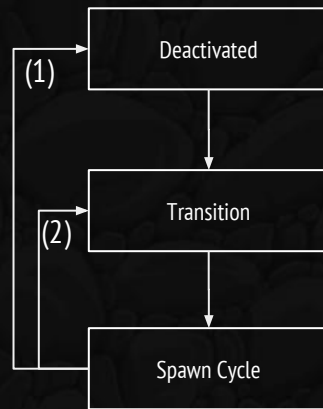 Deactivated
(1)
Transition
(2)
Spawn Cycle